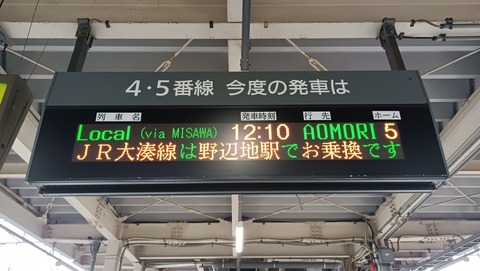 4・5番線 今度の発車は
列車名 発車時刻 行先 ホーム
Local (via MISAWA) 12:10 AOMORI 5
JR大湊線は野辺地駅でお乗換です